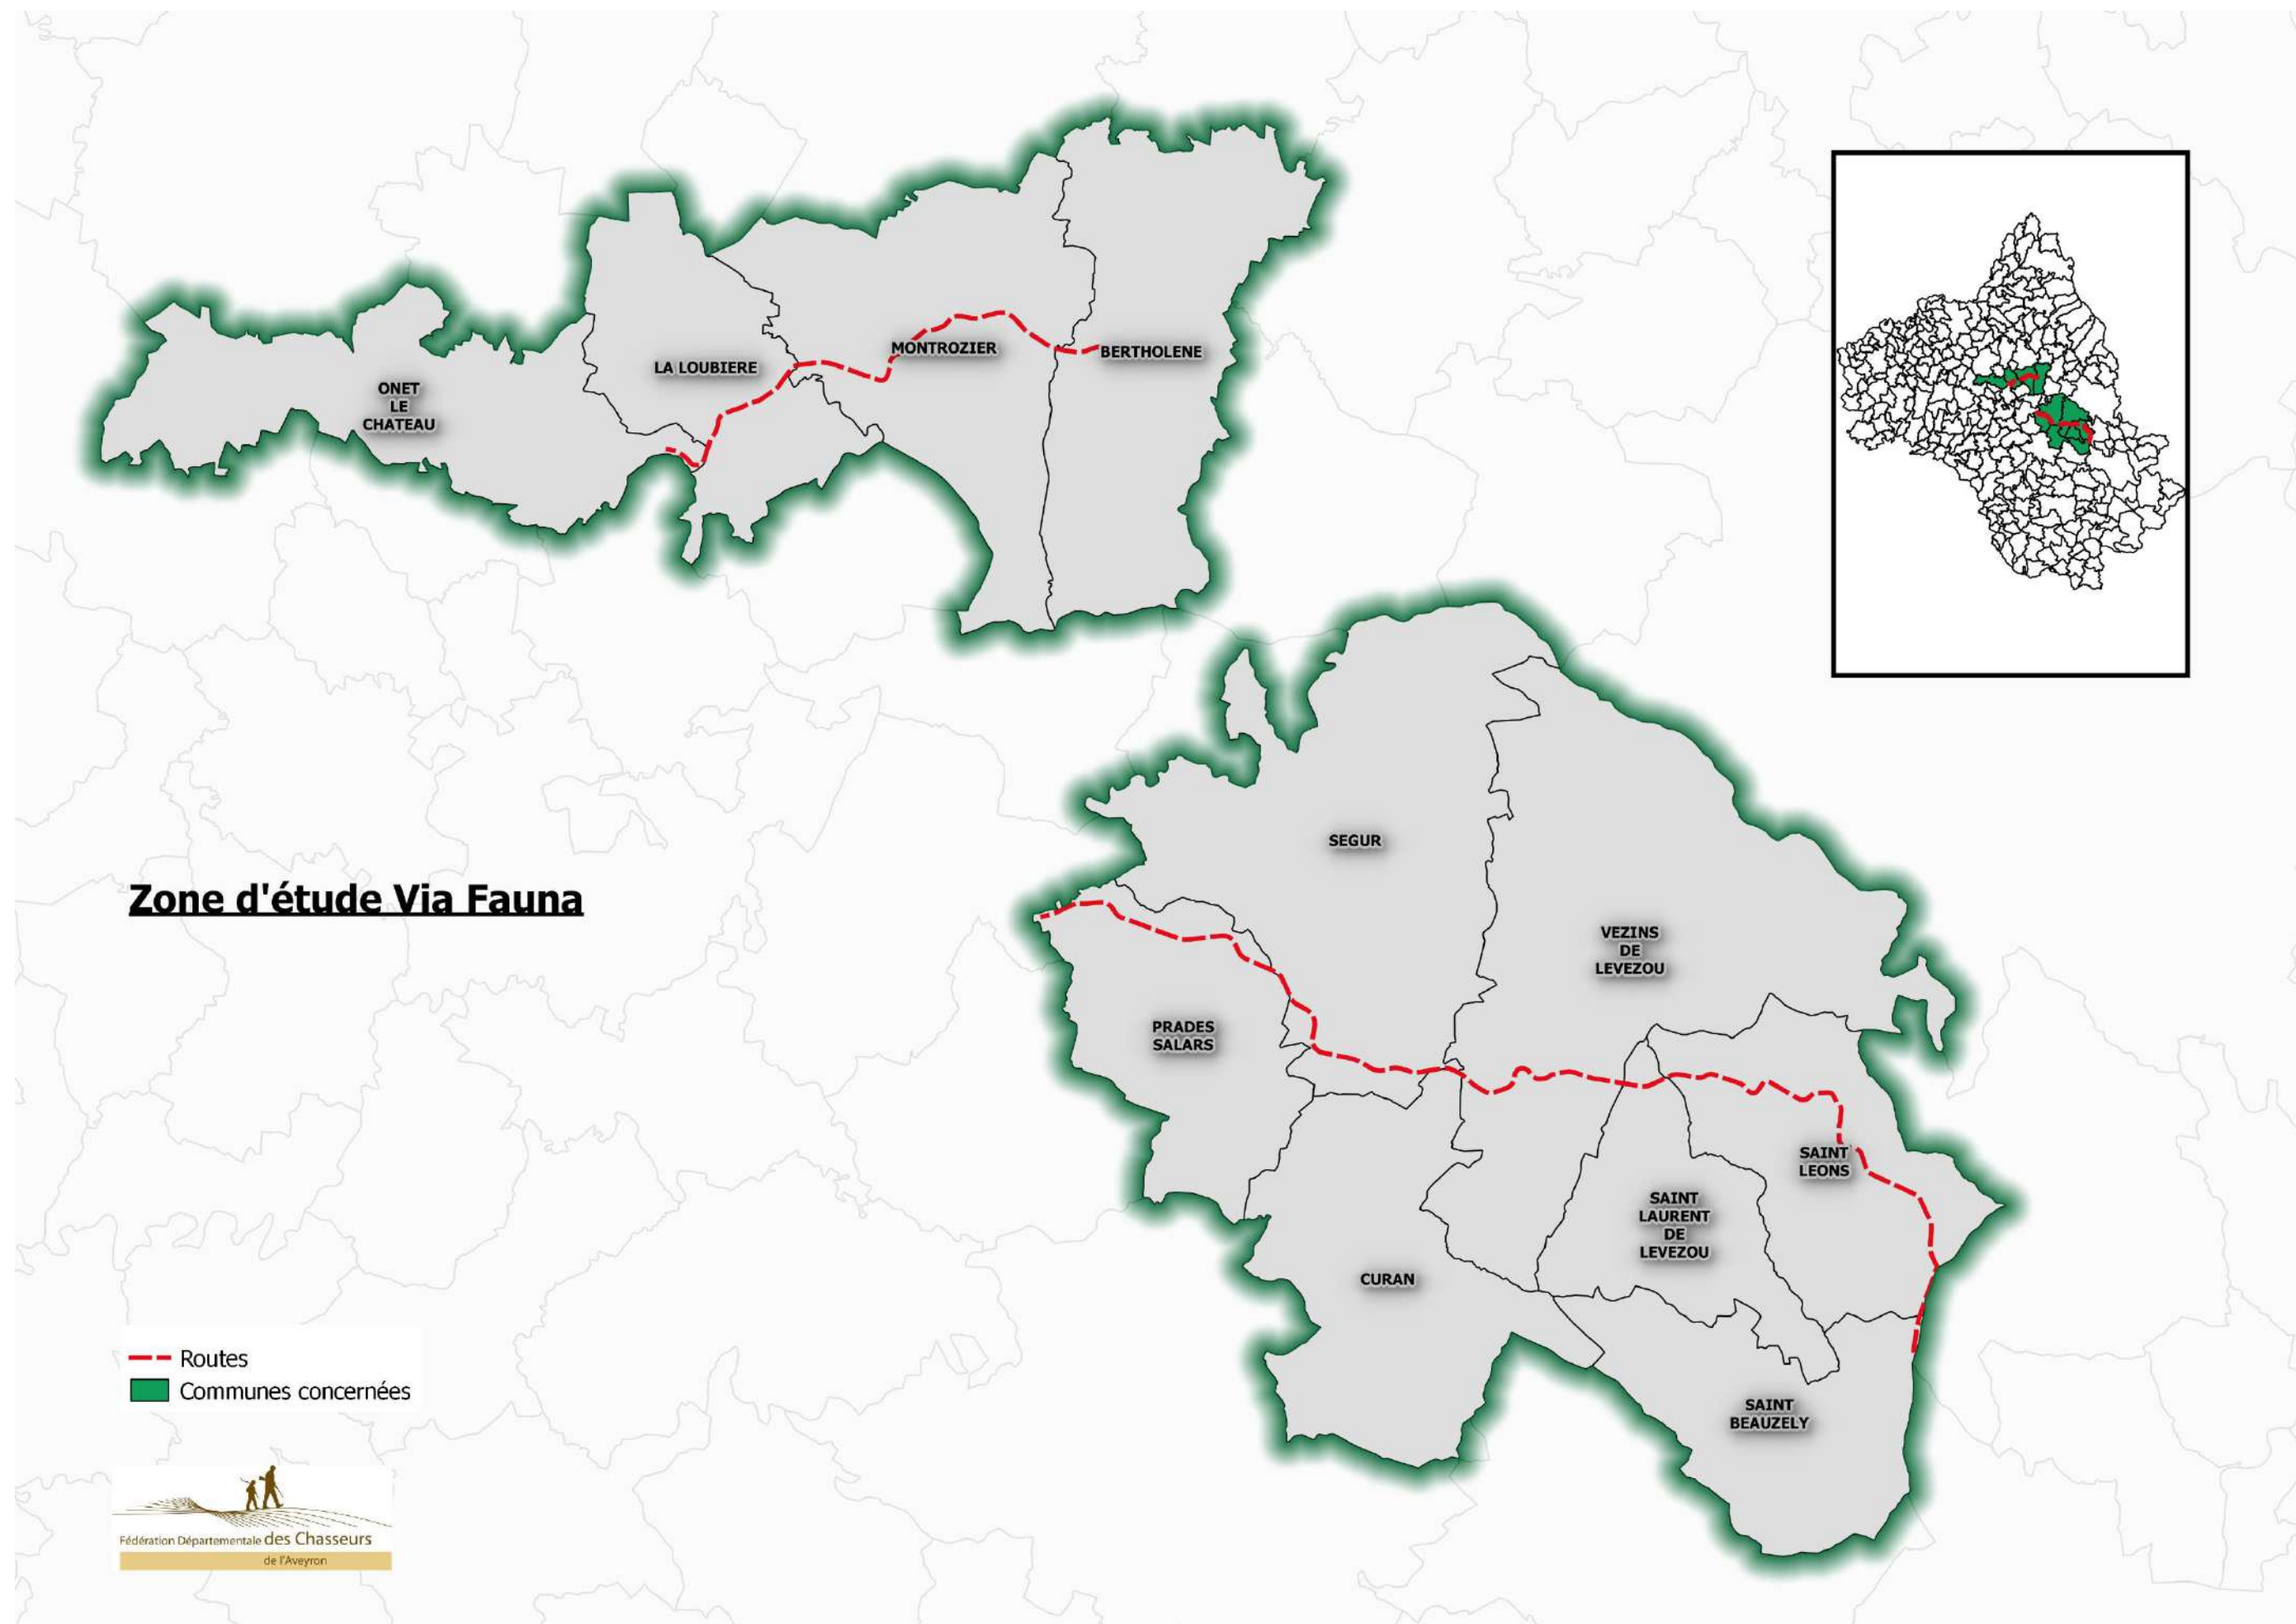 ONET
LE
CHATEAU
LA LOUBIERE
MONTROZIER
BERTHOLENE
SEGUR
Zone d'étude Via Fauna
VEZINS
DE
LEVEZOU
PRADES
SALARS
SAINT
LEONS
SAINT
LAURENT
DE
LEVEZOU
CURAN
SAINT
BEAUZELY
Routes
Communes concernées
Fédération Départementale des Chasseurs
de l'Aveyron